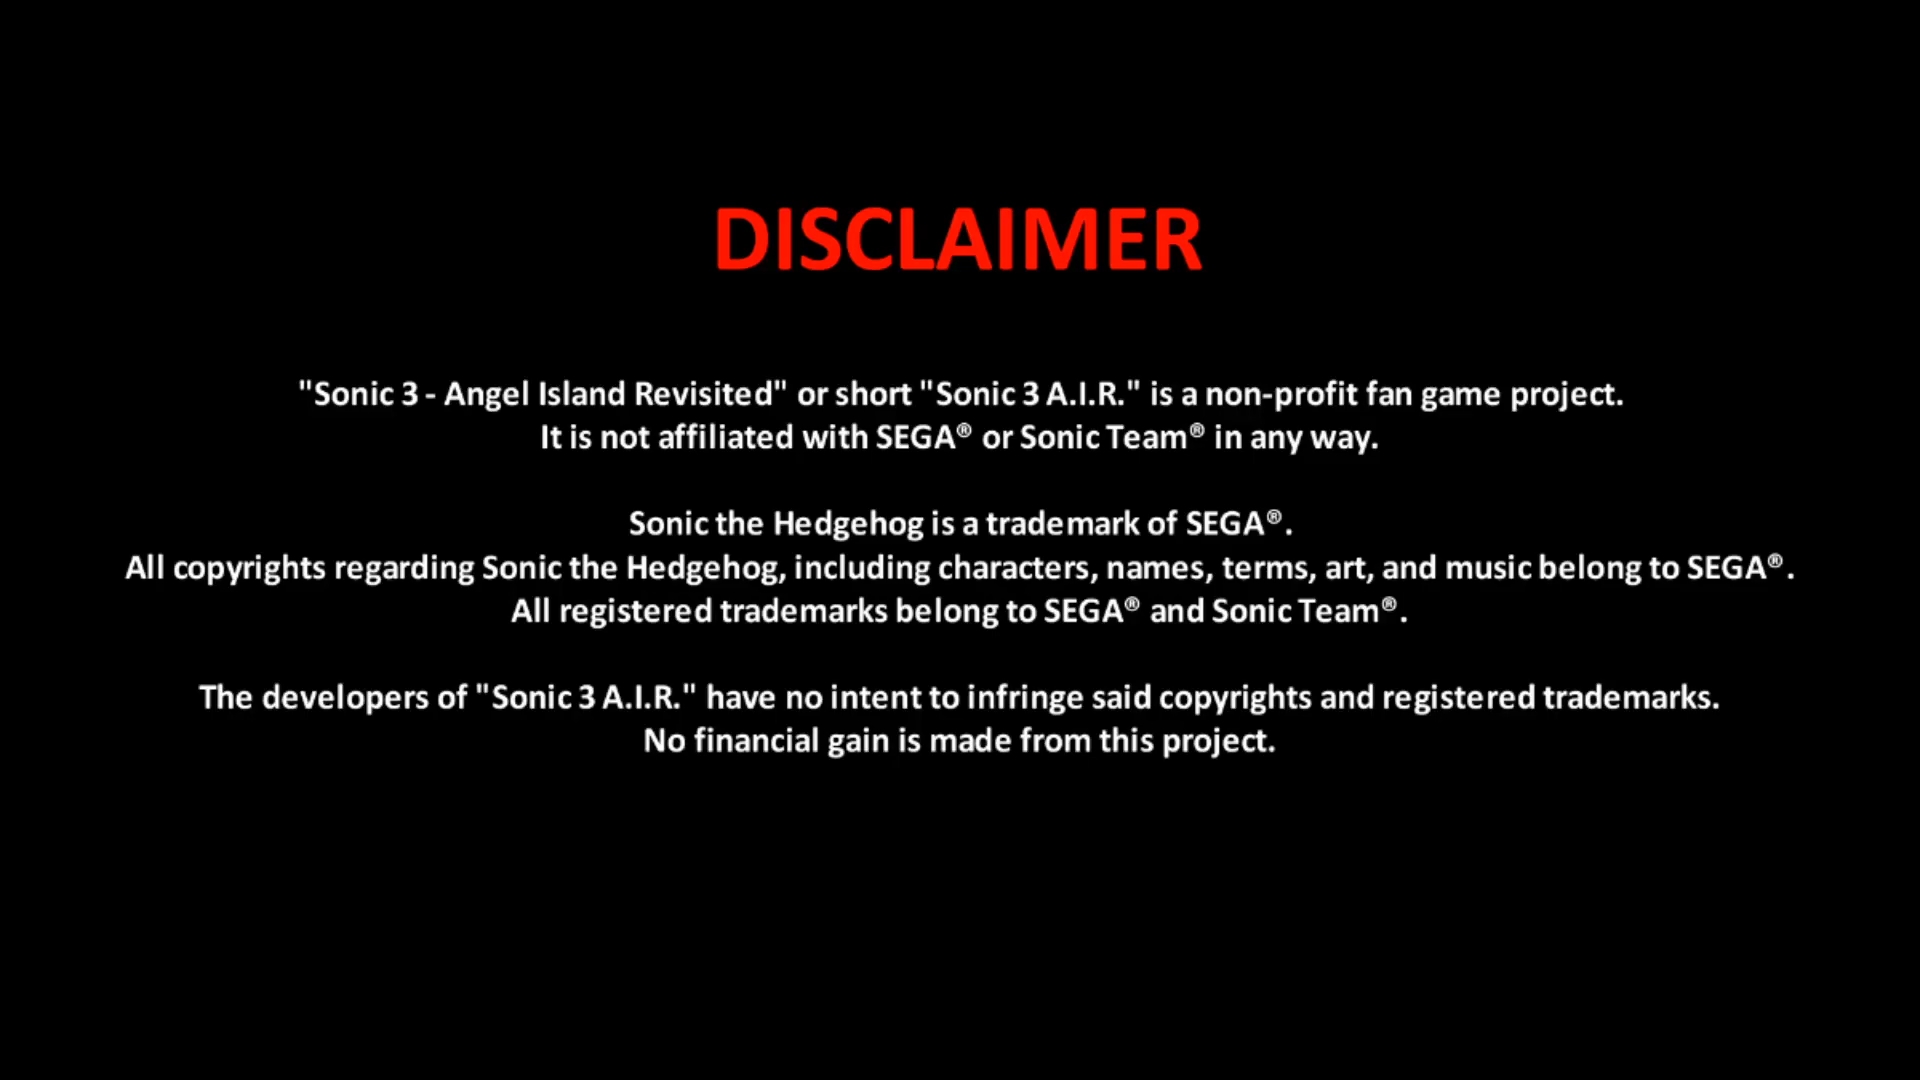 DISCLAIMER
"Sonic 3 - Angel Island Revisited" or short "Sonic 3 A.I.R." is a non-profit fan game project.
It is not affiliated with SEGA® or Sonic Team® in any way.
Sonic the Hedgehog is a trademark of SEGA®.
All copyrights regarding Sonic the Hedgehog, including characters, names, terms, art, and music belong to SEGA®.
All registered trademarks belong to SEGA® and Sonic Team®.
The developers of "Sonic 3 A.I.R." have no intent to infringe said copyrights and registered trademarks.
No financial gain is made from this project.